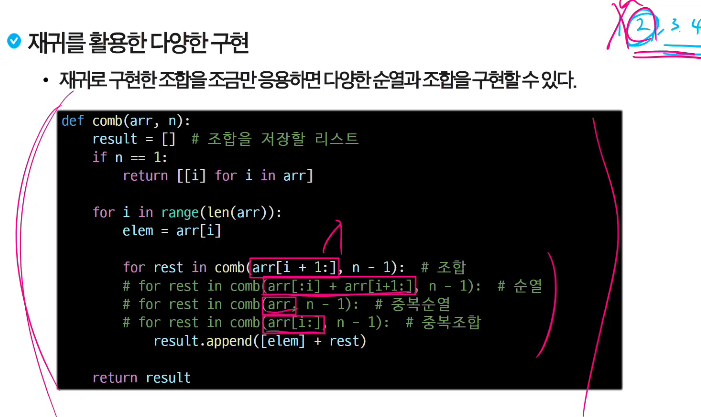 재귀를 활용한 다양한 구현
2, 3. 4
• 재귀로 구현한 조합을 조금만 응용하면 다양한 순열과 조합을 구현할 수 있다.
def comb(arr, n):
    result = []  # 조합을 저장할 리스트
    if n == 1:
        return [[i] for i in arr]
    for i in range(len(arr)):
        elem = arr[i]
        for rest in comb(arr[i + 1:], n - 1):  # 조합
        # for rest in comb(arr[:i] + arr[i+1:], n - 1):  # 순열
        # for rest in comb(arr, n - 1):  # 중복순열
        # for rest in comb(arr[i:], n - 1):  # 중복조합
            result.append([elem] + rest)
    return result